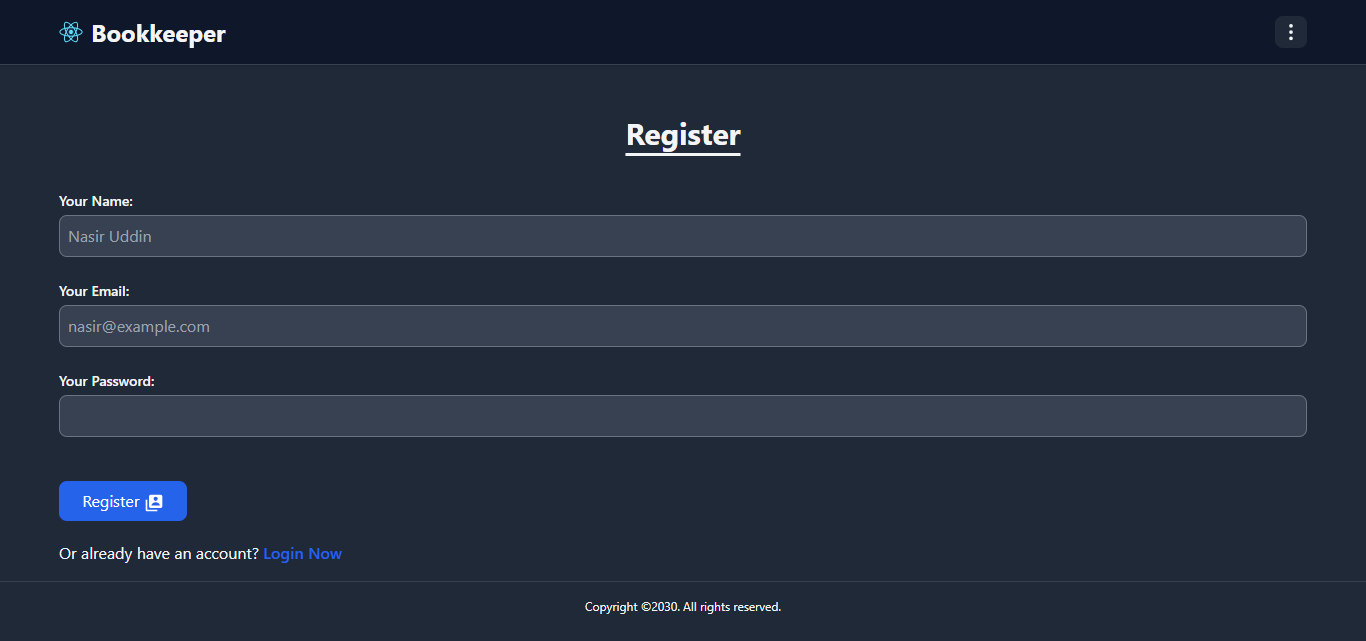 Bookkeeper
Register
Your Name:
Nasir Uddin
Your Email:
nasir@example.com
Your Password:
Register
Or already have an account? Login Now
Copyright ©2030. All rights reserved.